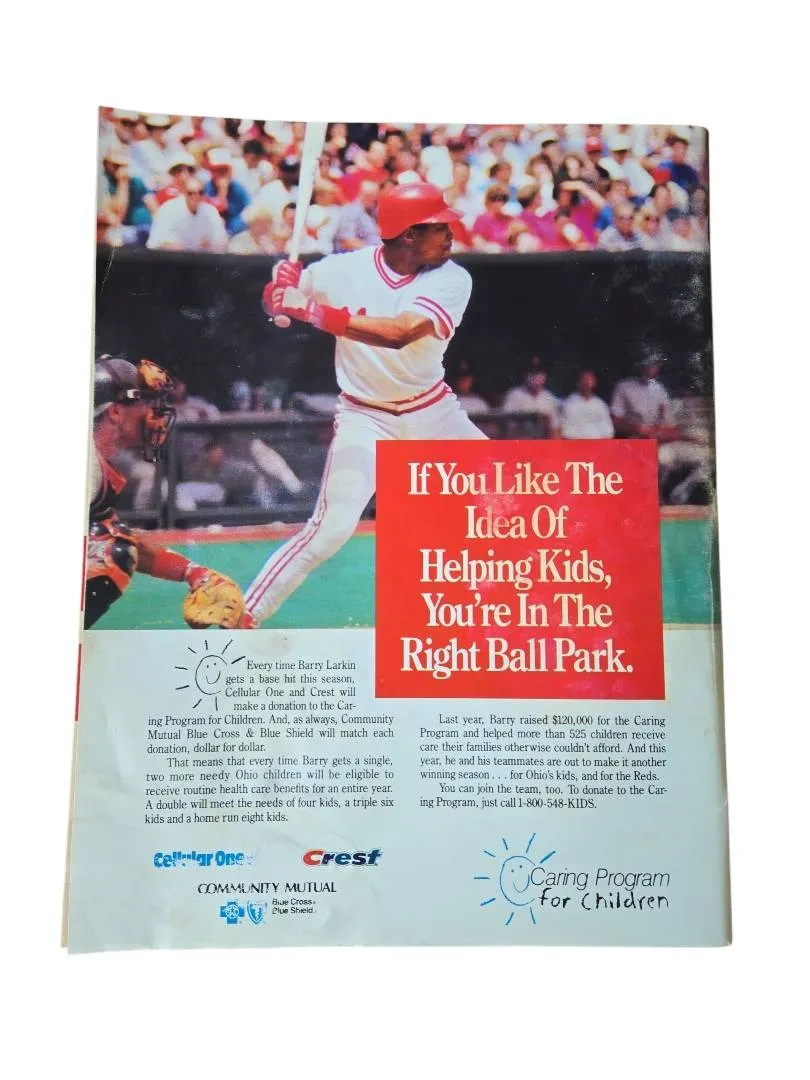 If You Like The
Idea Of
Helping Kids,
You're In The
Right Ball Park.
Every time Barry Larkin
gets a base hit this season,
Cellular One and Crest will
make a donation to the Car-
ing Program for Children. And, as always, Community
Mutual Blue Cross & Blue Shield will match each
donation, dollar for dollar.
That means that every time Barry gets a single,
two more needy Ohio children will be eligible to
receive routine health care benefits for an entire year.
A double will meet the needs of four kids, a triple six
kids and a home run eight kids.
Last year, Barry raised $120,000 for the Caring
Program and helped more than 525 children receive
care their families otherwise couldn't afford. And this
year, he and his teammates are out to make it another
winning season . . . for Ohio's kids, and for the Reds.
You can join the team, too. To donate to the Car-
ing Program, just call 1-800-548-KIDS.
Cellular One
Crest
COMMUNITY MUTUAL
Blue Cross
Blue Shield
Caring Program
for Children